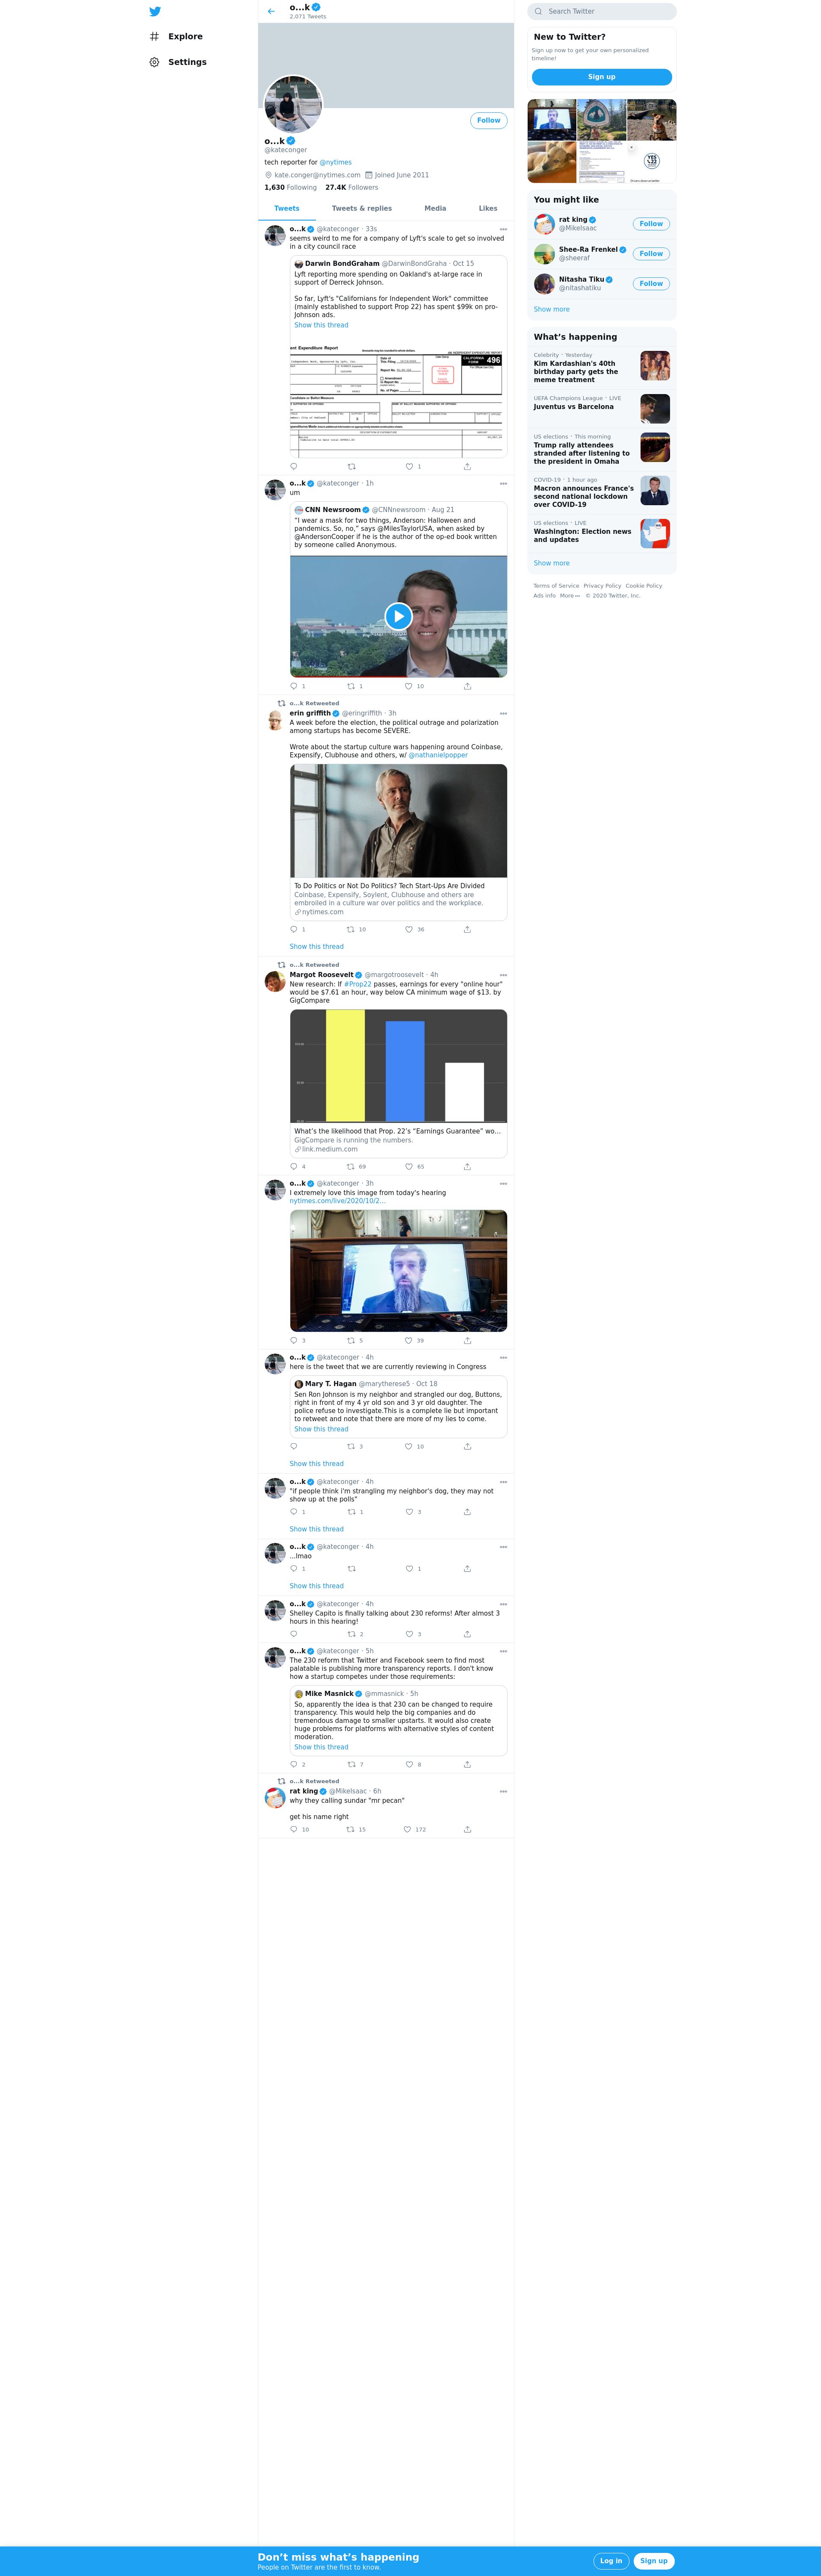 o...k
2,071 Tweets
Explore
Settings
Follow
o...k
@kateconger
tech reporter for @nytimes
kate.conger@nytimes.com Joined June 2011
1,630 Following 27.4K Followers
Tweets Tweets & replies Media Likes
o...k @kateconger · 33s
seems weird to me for a company of Lyft's scale to get so involved
in a city council race
Darwin BondGraham @DarwinBondGraha · Oct 15
Lyft reporting more spending on Oakland's at-large race in
support of Derreck Johnson.
So far, Lyft's "Californians for Independent Work" committee
(mainly established to support Prop 22) has spent $99k on pro-
Johnson ads.
Show this thread
nt Expenditure Report
CALIFORNIA
FORM 496
1
o...k @kateconger · 1h
um
CNN Newsroom @CNNnewsroom · Aug 21
"I wear a mask for two things, Anderson: Halloween and
pandemics. So, no," says @MilesTaylorUSA, when asked by
@AndersonCooper if he is the author of the op-ed book written
by someone called Anonymous.
1 1 10
o...k Retweeted
erin griffith @eringriffith · 3h
A week before the election, the political outrage and polarization
among startups has become SEVERE.
Wrote about the startup culture wars happening around Coinbase,
Expensify, Clubhouse and others, w/ @nathanielpopper
To Do Politics or Not Do Politics? Tech Start-Ups Are Divided
Coinbase, Expensify, Soylent, Clubhouse and others are
embroiled in a culture war over politics and the workplace.
nytimes.com
1 10 36
Show this thread
o...k Retweeted
Margot Roosevelt @margotroosevelt · 4h
New research: If #Prop22 passes, earnings for every "online hour"
would be $7.61 an hour, way below CA minimum wage of $13. by
GigCompare
What's the likelihood that Prop. 22's "Earnings Guarantee" wo...
GigCompare is running the numbers.
link.medium.com
4 69 65
o...k @kateconger · 3h
I extremely love this image from today's hearing
nytimes.com/live/2020/10/2...
3 5 39
o...k @kateconger · 4h
here is the tweet that we are currently reviewing in Congress
Mary T. Hagan @marytherese5 · Oct 18
Sen Ron Johnson is my neighbor and strangled our dog, Buttons,
right in front of my 4 yr old son and 3 yr old daughter. The
police refuse to investigate.This is a complete lie but important
to retweet and note that there are more of my lies to come.
Show this thread
3 10
Show this thread
o...k @kateconger · 4h
"if people think i'm strangling my neighbor's dog, they may not
show up at the polls"
1 1 3
Show this thread
o...k @kateconger · 4h
...lmao
1 1
Show this thread
o...k @kateconger · 4h
Shelley Capito is finally talking about 230 reforms! After almost 3
hours in this hearing!
2 3
o...k @kateconger · 5h
The 230 reform that Twitter and Facebook seem to find most
palatable is publishing more transparency reports. I don't know
how a startup competes under those requirements:
Mike Masnick @mmasnick · 5h
So, apparently the idea is that 230 can be changed to require
transparency. This would help the big companies and do
tremendous damage to smaller upstarts. It would also create
huge problems for platforms with alternative styles of content
moderation.
Show this thread
2 7 8
o...k Retweeted
rat king @MikeIsaac · 6h
why they calling sundar "mr pecan"
get his name right
10 15 172
Search Twitter
New to Twitter?
Sign up now to get your own personalized
timeline!
Sign up
YES
22
You might like
rat king
@MikeIsaac
Follow
Shee-Ra Frenkel
@sheeraf
Follow
Nitasha Tiku
@nitashatiku
Follow
Show more
What's happening
Celebrity · Yesterday
Kim Kardashian's 40th
birthday party gets the
meme treatment
UEFA Champions League · LIVE
Juventus vs Barcelona
US elections · This morning
Trump rally attendees
stranded after listening to
the president in Omaha
COVID-19 · 1 hour ago
Macron announces France's
second national lockdown
over COVID-19
US elections · LIVE
Washington: Election news
and updates
Show more
Terms of Service Privacy Policy Cookie Policy
Ads info More ··· © 2020 Twitter, Inc.
Don't miss what's happening
People on Twitter are the first to know.
Log in Sign up